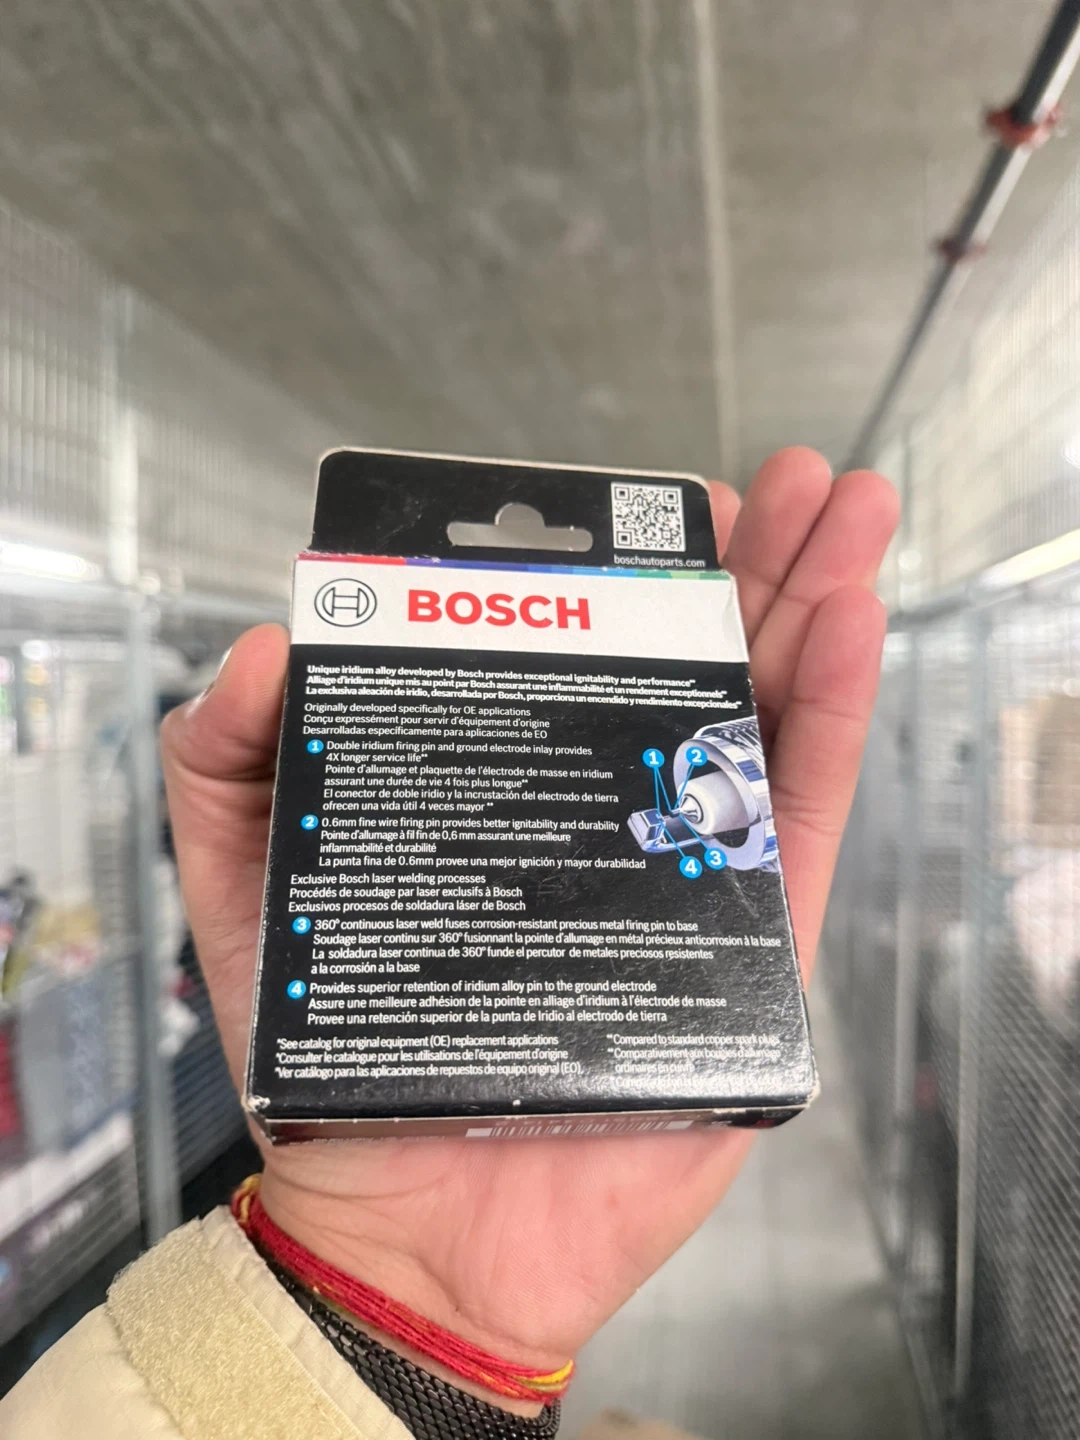 boschautoparts.com
BOSCH
Unique iridium alloy developed by Bosch provides exceptional ignitability and performance**
Alliage d'iridium unique mis au point par Bosch assurant une inflammabilité et un rendement exceptionnels**
La exclusiva aleación de iridio, desarrollada por Bosch, proporciona un encendido y rendimiento excepcionales**
Originally developed specifically for OE applications
Conçu expressément pour servir d'équipement d'origine
Desarrolladas específicamente para aplicaciones de EO
1 Double iridium firing pin and ground electrode inlay provides
4X longer service life**
Pointe d'allumage et plaquette de l'électrode de masse en iridium
assurant une durée de vie 4 fois plus longue**
El conector de doble iridio y la incrustación del electrodo de tierra
ofrecen una vida útil 4 veces mayor **
2 0.6mm fine wire firing pin provides better ignitability and durability
Pointe d'allumage à fil fin de 0,6 mm assurant une meilleure
inflammabilité et durabilité
La punta fina de 0.6mm provee una mejor ignición y mayor durabilidad
1 2
4 3
Exclusive Bosch laser welding processes
Procédés de soudage par laser exclusifs à Bosch
Exclusivos procesos de soldadura láser de Bosch
3 360° continuous laser weld fuses corrosion-resistant precious metal firing pin to base
Soudage laser continu sur 360° fusionnant la pointe d'allumage en métal précieux anticorrosion à la base
La soldadura laser continua de 360° funde el percutor de metales preciosos resistentes
a la corrosión a la base
4 Provides superior retention of iridium alloy pin to the ground electrode
Assure une meilleure adhésion de la pointe en alliage d'iridium à l'électrode de masse
Provee una retención superior de la punta de Iridio al electrodo de tierra
*See catalog for original equipment (OE) replacement applications
*Consulter le catalogue pour les utilisations de l'équipement d'origine
*Ver catálogo para las aplicaciones de repuestos de equipo original (EO).
**Compared to standard copper spark plugs
**Comparativement aux bougies d'allumage
ordinaires en cuivre